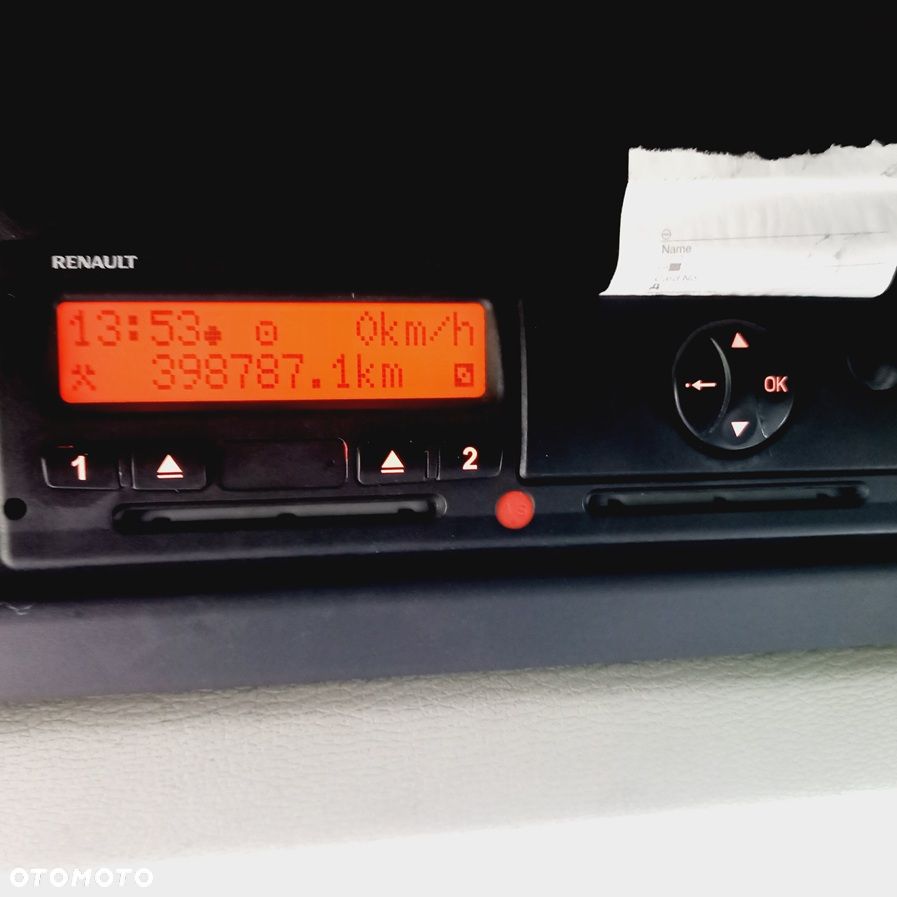 RENAULT
13:53 0km/h
398787.1km
1 2
OK
Name
OTOMOTO